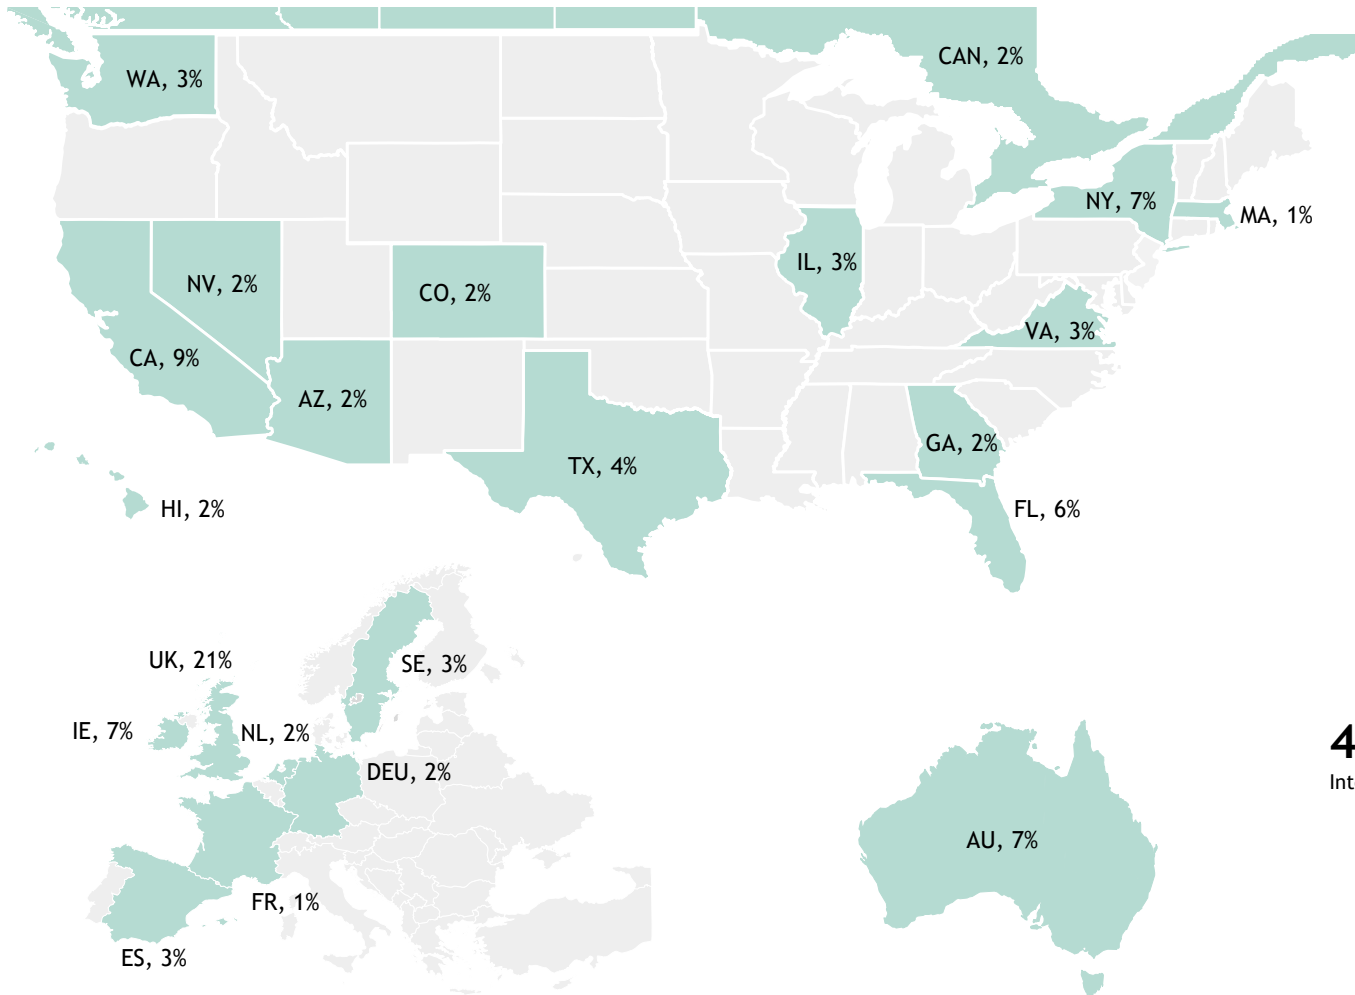 CAN, 2%
WA, 3%
NY, 7%
MA, 1%
IL, 3%
NV, 2%
CO, 2%
VA, 3%
CA, 9%
AZ, 2%
GA, 2%
TX, 4%
HI, 2%
FL, 6%
UK, 21%
SE, 3%
IE, 7%
NL, 2%
DEU, 2%
4
Int
AU, 7%
FR, 1%
ES, 3%